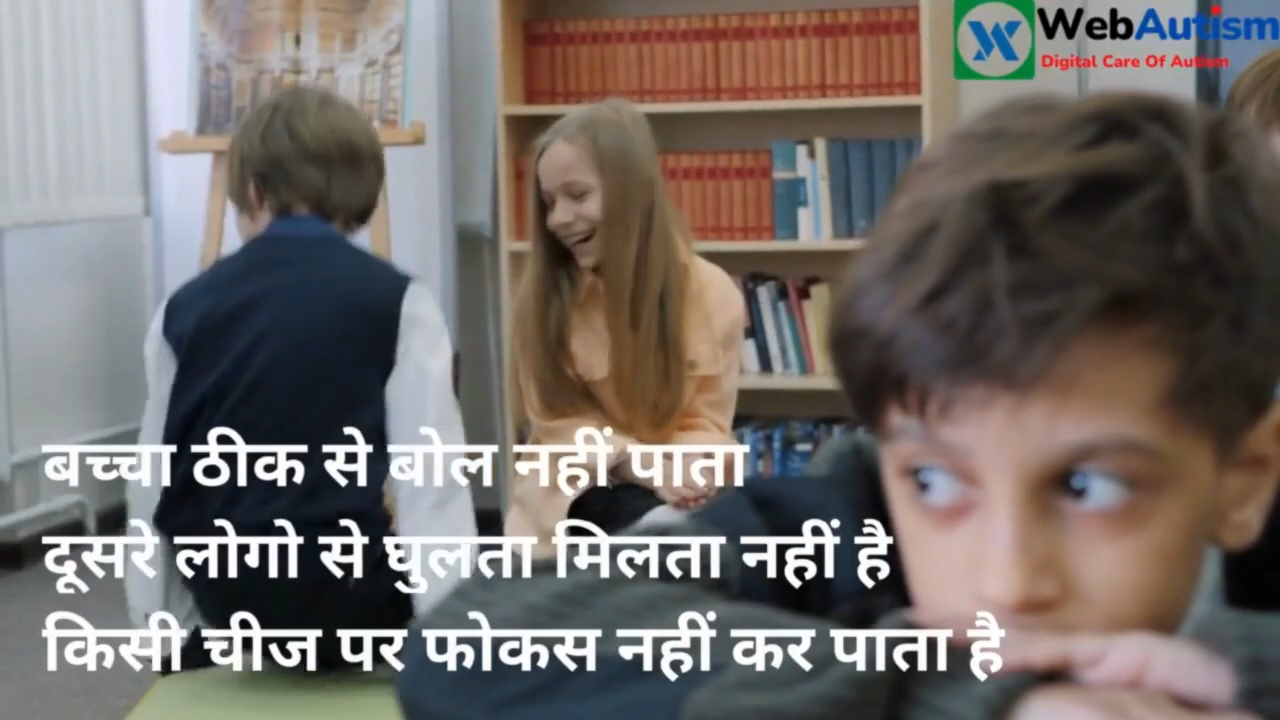 WebAutism
Digital Care Of Autism
बच्चा ठीक से बोल नहीं पाता
दूसरे लोगो से घुलता मिलता नहीं है
किसी चीज पर फोकस नहीं कर पाता है